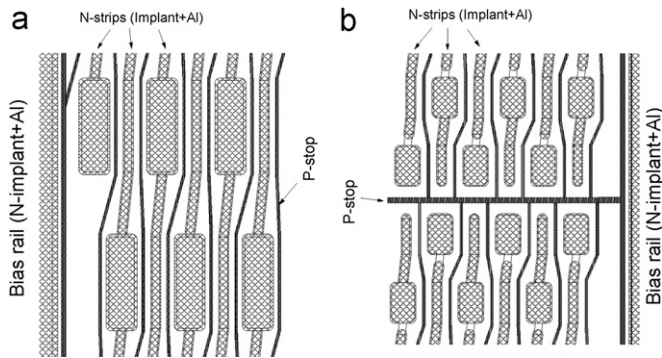 a
N-strips (Implant+Al)
Bias rail (N-implant+Al)
P-stop
b
N-strips (Implant+Al)
P-stop
Bias rail (N-implant+Al)